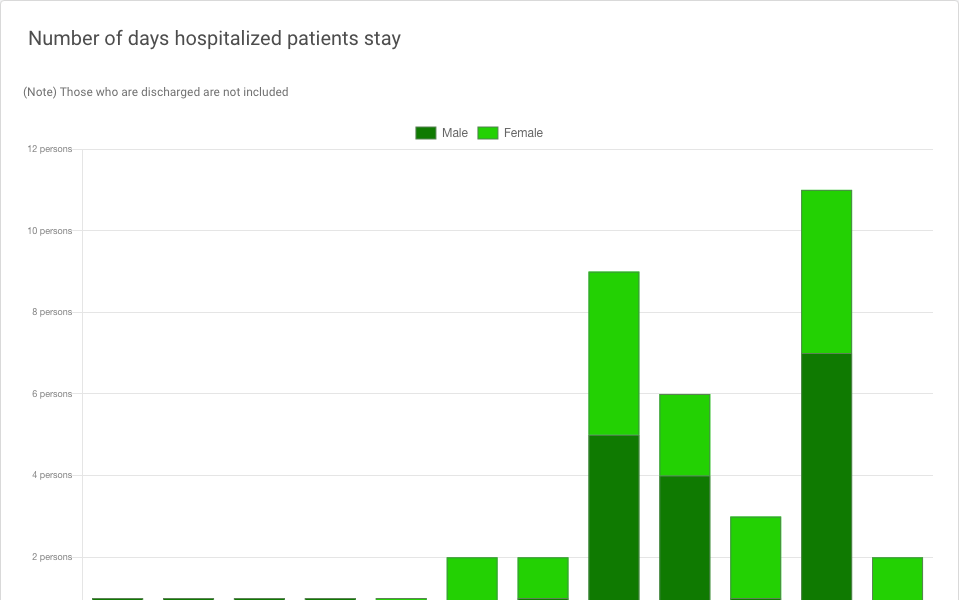 Number of days hospitalized patients stay
(Note) Those who are discharged are not included
Male Female
12 persons
10 persons
8 persons
6 persons
4 persons
2 persons